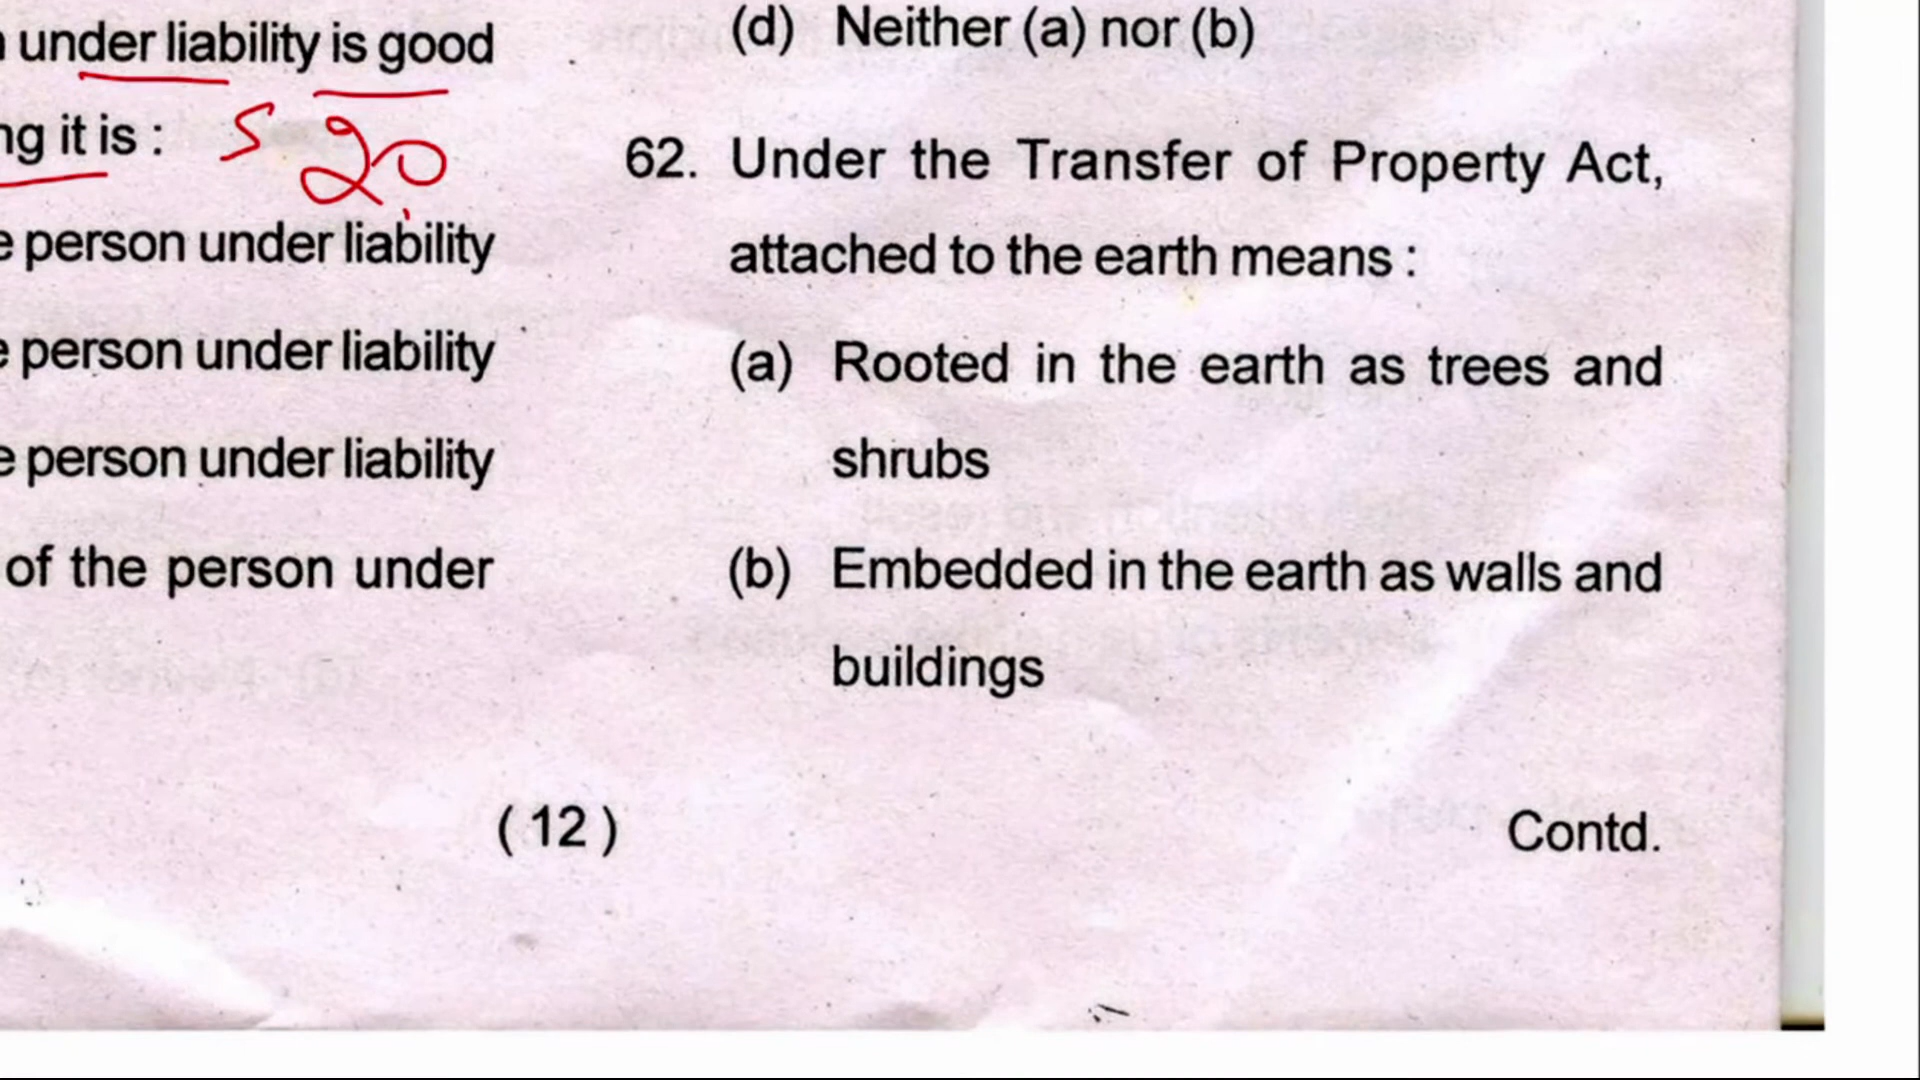 under liability is good
ng it is : S 20
person under liability
person under liability
person under liability
of the person under
(d) Neither (a) nor (b)
62. Under the Transfer of Property Act,
attached to the earth means :
(a) Rooted in the earth as trees and
shrubs
(b) Embedded in the earth as walls and
buildings
( 12 )
Contd.